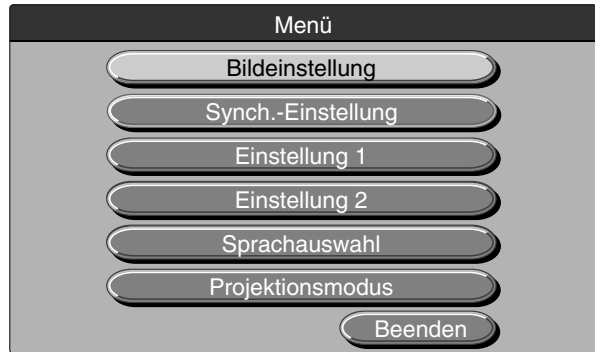 Menü
Bildeinstellung
Synch.-Einstellung
Einstellung 1
Einstellung 2
Sprachauswahl
Projektionsmodus
Beenden